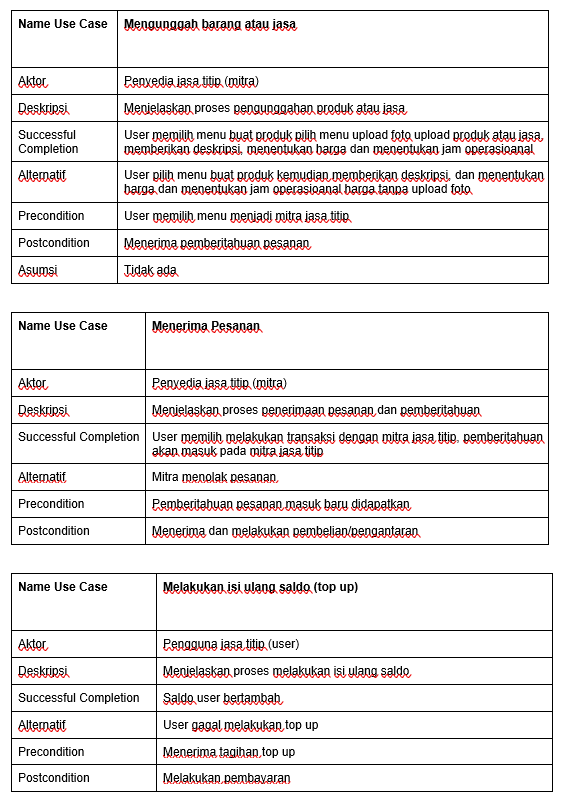 Name Use Case Mengunggah barang atau jasa
Aktor Penyedia jasa titip (mitra)
Deskripsi Menjelaskan proses pengunggahan produk atau jasa
Successful Completion User memilih menu buat produk pilih menu upload foto upload produk atau jasa,
memberikan deskripsi, menentukan harga dan menentukan jam operasioanal
Alternatif User pilih menu buat produk kemudian memberikan deskripsi, dan menentukan
harga dan menentukan jam operasioanal harga tanpa upload foto
Precondition User memilih menu menjadi mitra jasa titip
Postcondition Menerima pemberitahuan pesanan
Asumsi Tidak ada
Name Use Case Menerima Pesanan
Aktor Penyedia jasa titip (mitra)
Deskripsi Menjelaskan proses penerimaan pesanan dan pemberitahuan
Successful Completion User memilih melakukan transaksi dengan mitra jasa titip, pemberitahuan
akan masuk pada mitra jasa titip
Alternatif Mitra menolak pesanan
Precondition Pemberitahuan pesanan masuk baru didapatkan
Postcondition Menerima dan melakukan pembelian/pengantaran
Name Use Case Melakukan isi ulang saldo (top up)
Aktor Pengguna jasa titip (user)
Deskripsi Menjelaskan proses melakukan isi ulang saldo
Successful Completion Saldo user bertambah
Alternatif User gagal melakukan top up
Precondition Menerima tagihan top up
Postcondition Melakukan pembayaran